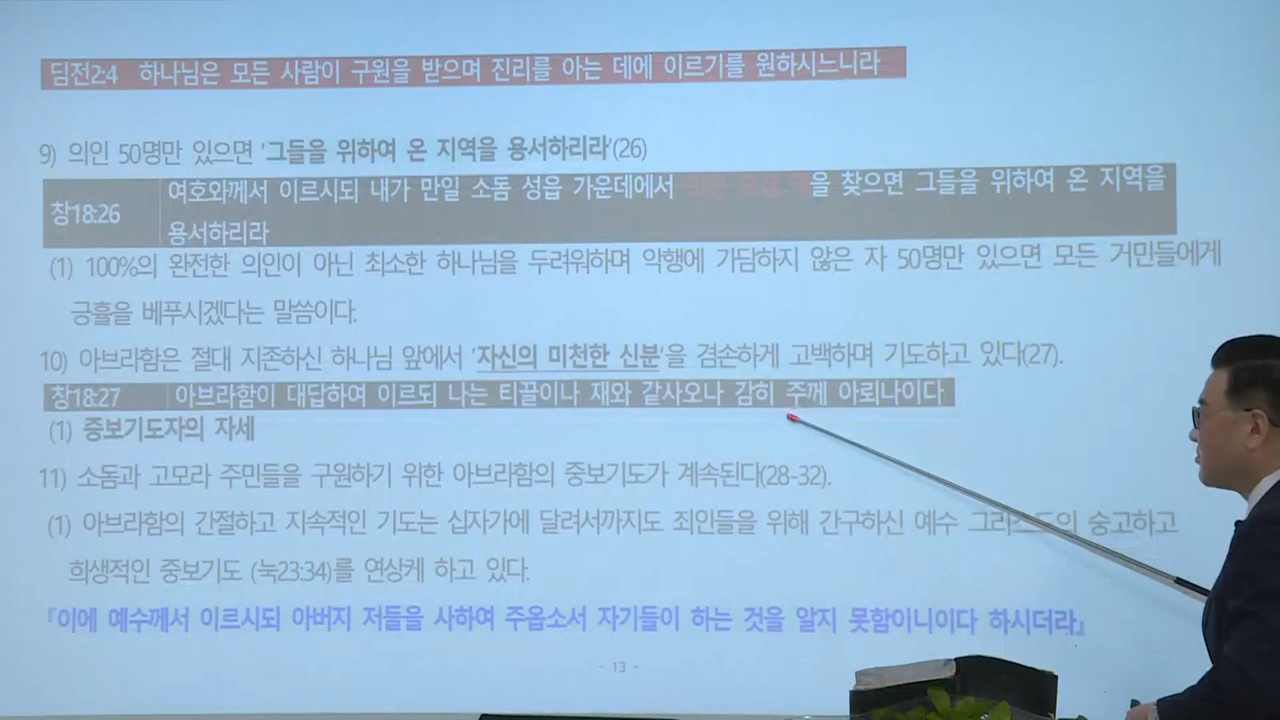 딤전2:4 하나님은 모든 사람이 구원을 받으며 진리를 아는 데에 이르기를 원하시느니라
9) 의인 50명만 있으면 '그들을 위하여 온 지역을 용서하리라'(26)
창18:26 여호와께서 이르시되 내가 만일 소돔 성읍 가운데에서 을 찾으면 그들을 위하여 온 지역을
용서하리라
(1) 100%의 완전한 의인이 아닌 최소한 하나님을 두려워하며 악행에 가담하지 않은 자 50명만 있으면 모든 거민들에게
긍휼을 베푸시겠다는 말씀이다.
10) 아브라함은 절대 지존하신 하나님 앞에서 '자신의 미천한 신분'을 겸손하게 고백하며 기도하고 있다(27).
창18:27 아브라함이 대답하여 이르되 나는 티끌이나 재와 같사오나 감히 주께 아뢰나이다
(1) 중보기도자의 자세
11) 소돔과 고모라 주민들을 구원하기 위한 아브라함의 중보기도가 계속된다(28-32).
(1) 아브라함의 간절하고 지속적인 기도는 십자가에 달려서까지도 죄인들을 위해 간구하신 예수 그리스도의 숭고하고
희생적인 중보기도 (눅23:34)를 연상케 하고 있다.
『이에 예수께서 이르시되 아버지 저들을 사하여 주옵소서 자기들이 하는 것을 알지 못함이니이다 하시더라』
- 13 -